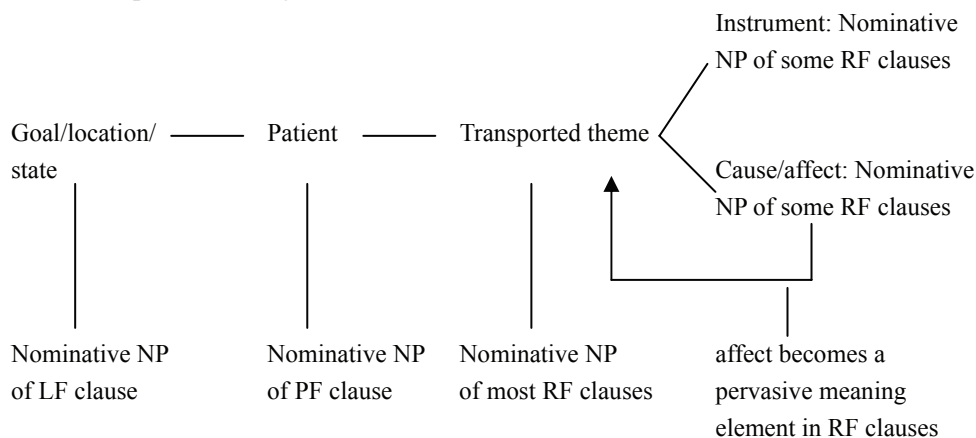 Instrument: Nominative
NP of some RF clauses
Goal/location/
state
Patient
Transported theme
Cause/affect: Nominative
NP of some RF clauses
Nominative NP
of LF clause
Nominative NP
of PF clause
Nominative NP
of most RF clauses
affect becomes a
pervasive meaning
element in RF clauses